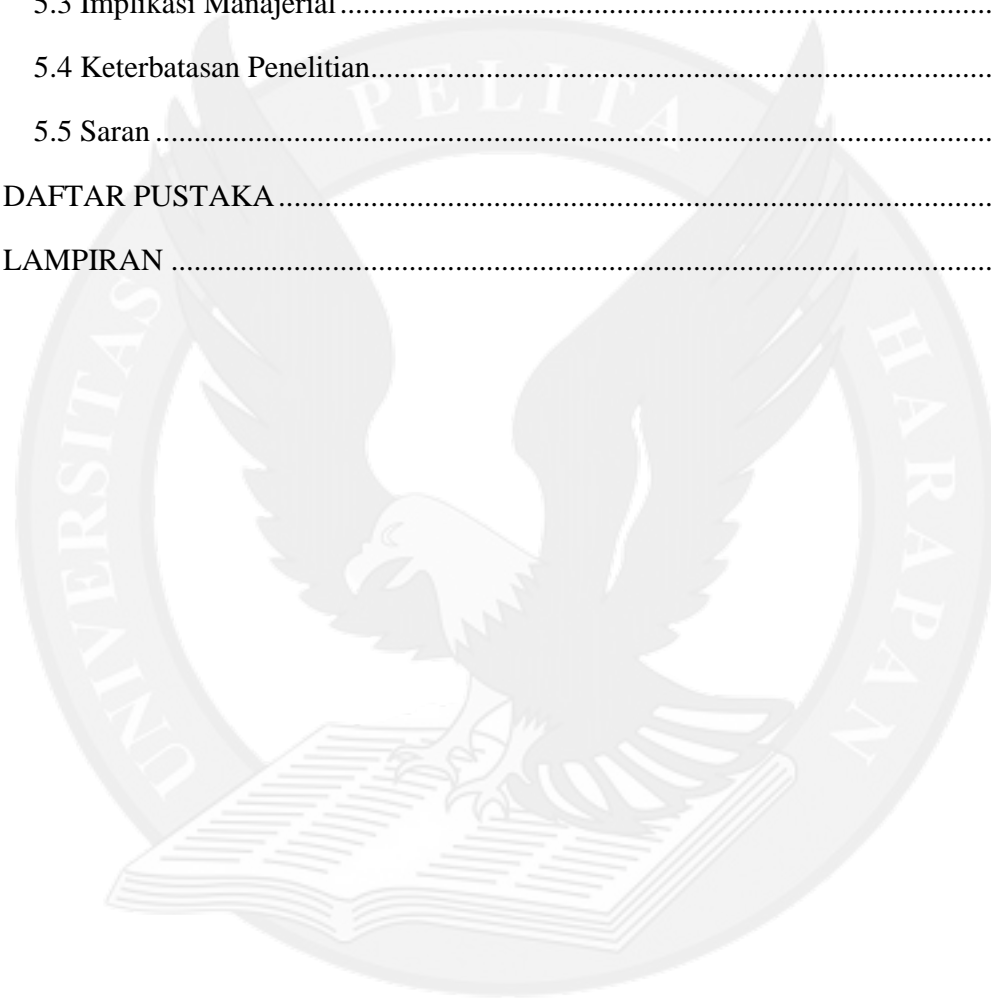 5.3 Implikasi Manajerial........................................................................................
5.4 Keterbatasan Penelitian....................................................................................
5.5 Saran................................................................................................................
DAFTAR PUSTAKA................................................................................................
LAMPIRAN..............................................................................................................
UNIVERSITAS PELITA HARAPAN